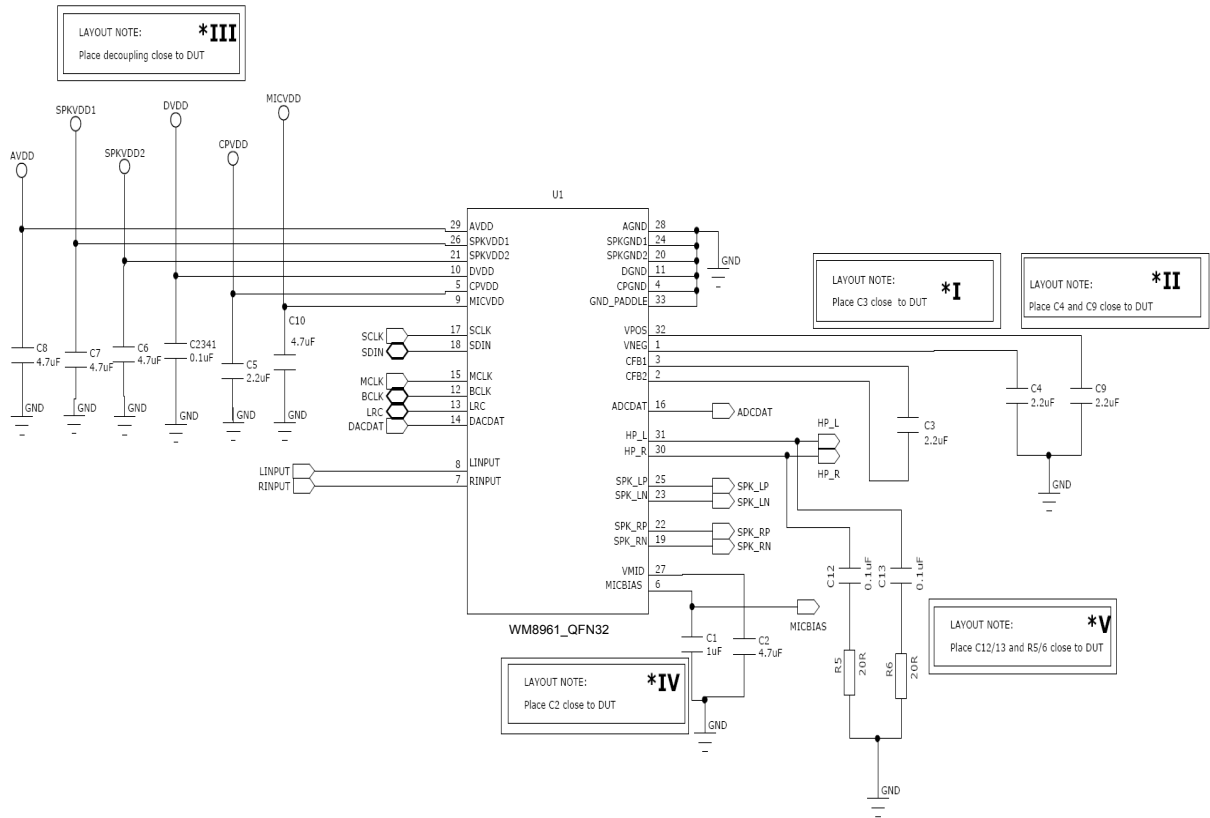 LAYOUT NOTE: *III
Place decoupling close to DUT
MICVDD
DVDD
SPKVDD1
CPVDD
SPKVDD2
AVDD
U1
29 AVDD
26 SPKVDD1
21 SPKVDD2
10 DVDD
5 CPVDD
9 MICVDD
AGND 28
SPKGND1 24
SPKGND2 20
DGND 11
CPGND 4
GND_PADDLE 33
GND
LAYOUT NOTE:
Place C3 close to DUT *I
LAYOUT NOTE: *II
Place C4 and C9 close to DUT
C8
4.7uF
C7
4.7uF
C6
4.7uF
C2341
0.1uF
C5
2.2uF
C10
4.7uF
GND
GND
GND
GND
GND
GND
SCLK 17 SCLK
SDIN 18 SDIN
MCLK 15 MCLK
BCLK 12 BCLK
LRC 13 LRC
DACDAT 14 DACDAT
LINPUT 8 LINPUT
RINPUT 7 RINPUT
VPOS 32
VNEG 1
CFB1 3
CFB2 2
ADCDAT 16 ADCDAT
HP_L 31 HP_L
HP_R 30 HP_R
SPK_LP 25 SPK_LP
SPK_LN 23 SPK_LN
SPK_RP 22 SPK_RP
SPK_RN 19 SPK_RN
VMID 27
MICBIAS 6
MICBIAS
C4
2.2uF
C9
2.2uF
C3
2.2uF
GND
WM8961_QFN32
C1
1uF
C2
4.7uF
GND
C12
0.1uF
C13
0.1uF
R5
20R
R6
20R
GND
LAYOUT NOTE: *IV
Place C2 close to DUT
LAYOUT NOTE: *V
Place C12/13 and R5/6 close to DUT